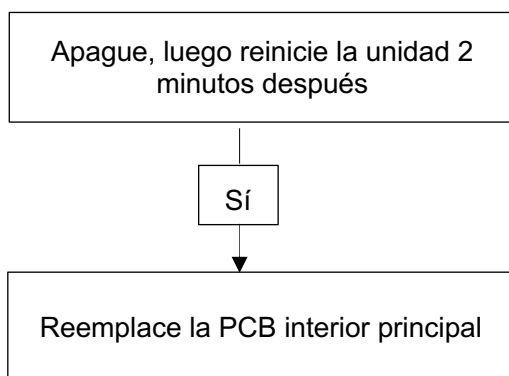 Apague, luego reinicie la unidad 2
minutos después
Sí
Reemplace la PCB interior principal